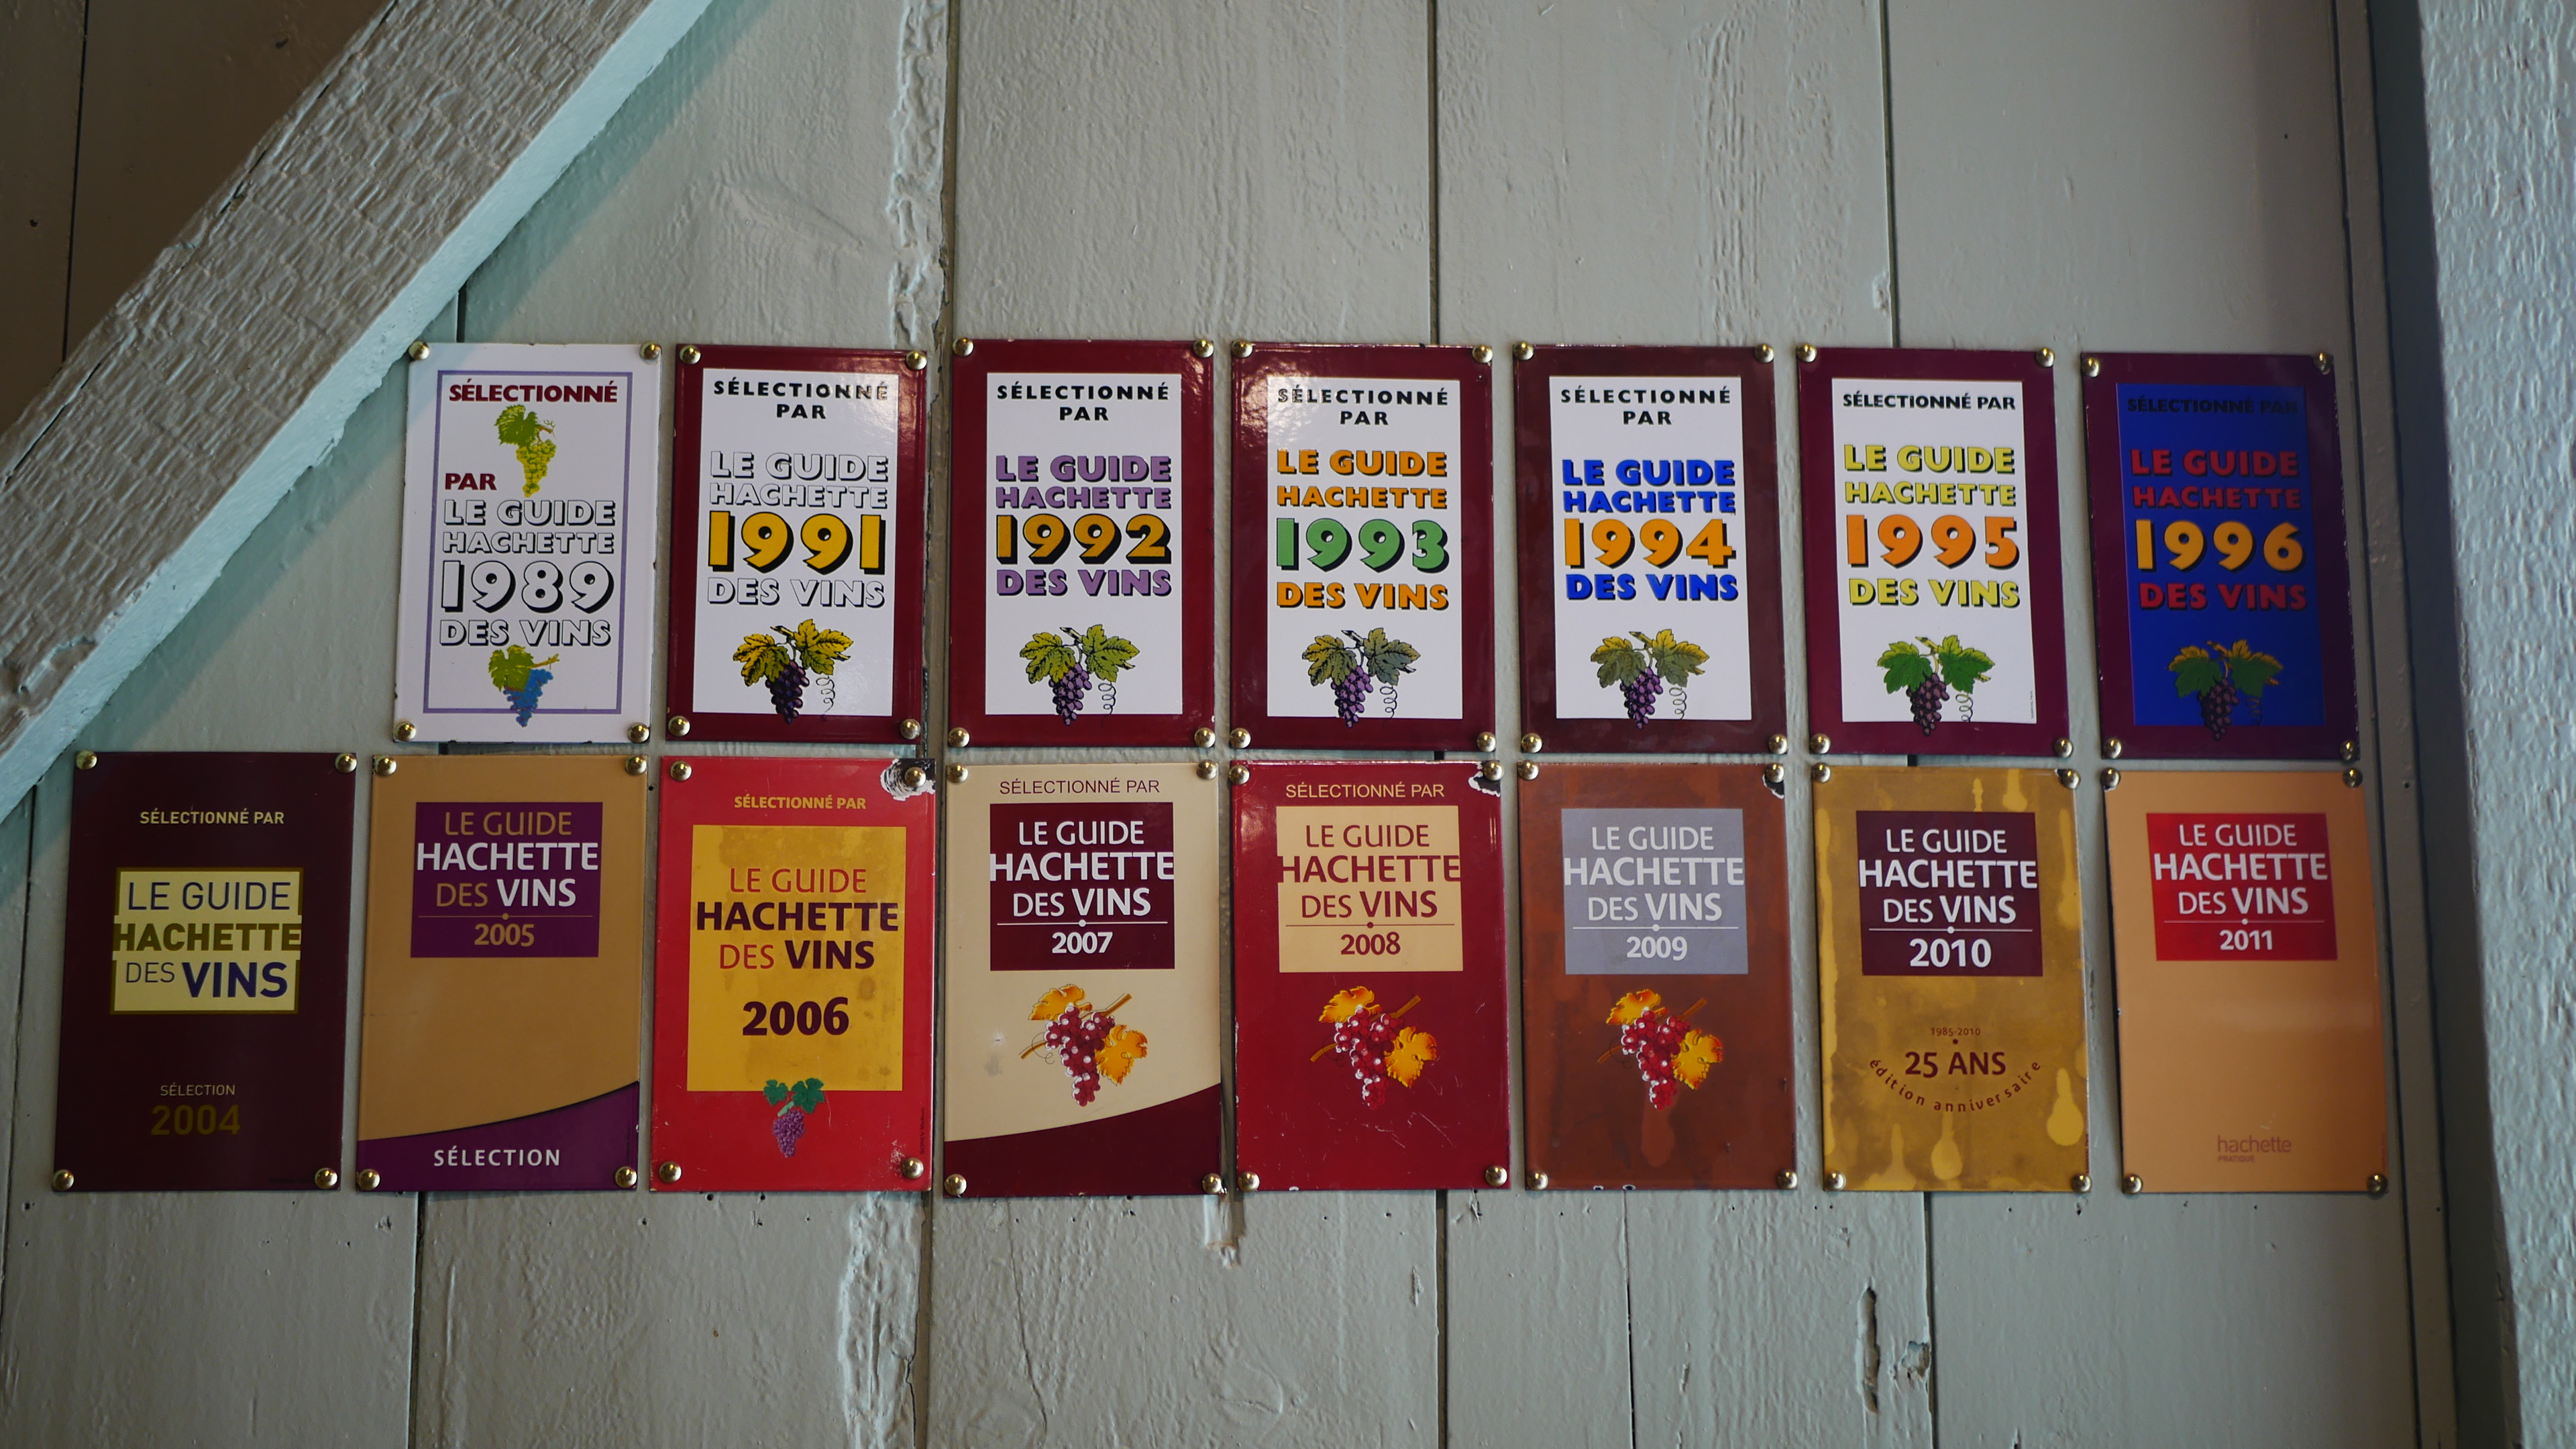 SÉLECTIONNÉ
PAR
LE GUIDE
HACHETTE
1989
DES VINS
SÉLECTIONNÉ
PAR
LE GUIDE
HACHETTE
1991
DES VINS
SÉLECTIONNÉ
PAR
LE GUIDE
HACHETTE
1992
DES VINS
SÉLECTIONNÉ
PAR
LE GUIDE
HACHETTE
1993
DES VINS
SÉLECTIONNÉ
PAR
LE GUIDE
HACHETTE
1994
DES VINS
SÉLECTIONNÉ PAR
LE GUIDE
HACHETTE
1995
DES VINS
SÉLECTIONNÉ PAR
LE GUIDE
HACHETTE
1996
DES VINS
SÉLECTIONNÉ PAR
LE GUIDE
HACHETTE
DES VINS
SÉLECTION
2004
LE GUIDE
HACHETTE
DES VINS
2005
SÉLECTION
SÉLECTIONNÉ PAR
LE GUIDE
HACHETTE
DES VINS
2006
SÉLECTIONNÉ PAR
LE GUIDE
HACHETTE
DES VINS
2007
SÉLECTIONNÉ PAR
LE GUIDE
HACHETTE
DES VINS
2008
LE GUIDE
HACHETTE
DES VINS
2009
LE GUIDE
HACHETTE
DES VINS
2010
1985-2010
25 ANS
édition anniversaire
LE GUIDE
HACHETTE
DES VINS
2011
hachette
PRATIQUE